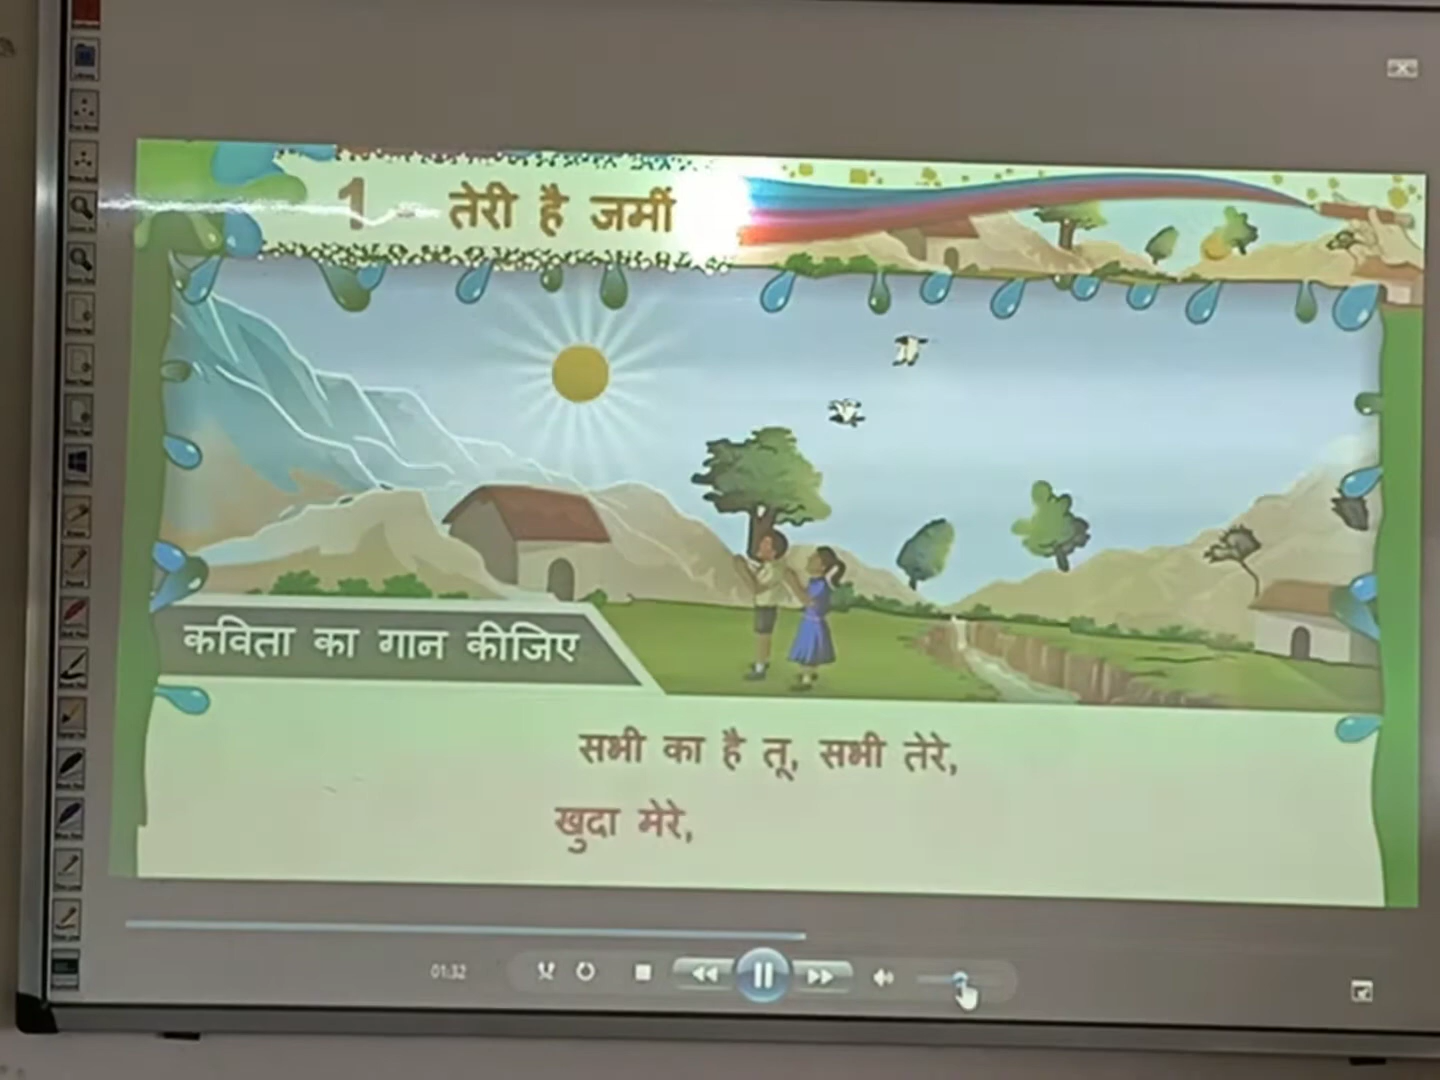 1 - तेरी है जमीं
कविता का गान कीजिए
सभी का है तू, सभी तेरे,
खुदा मेरे,
01:32